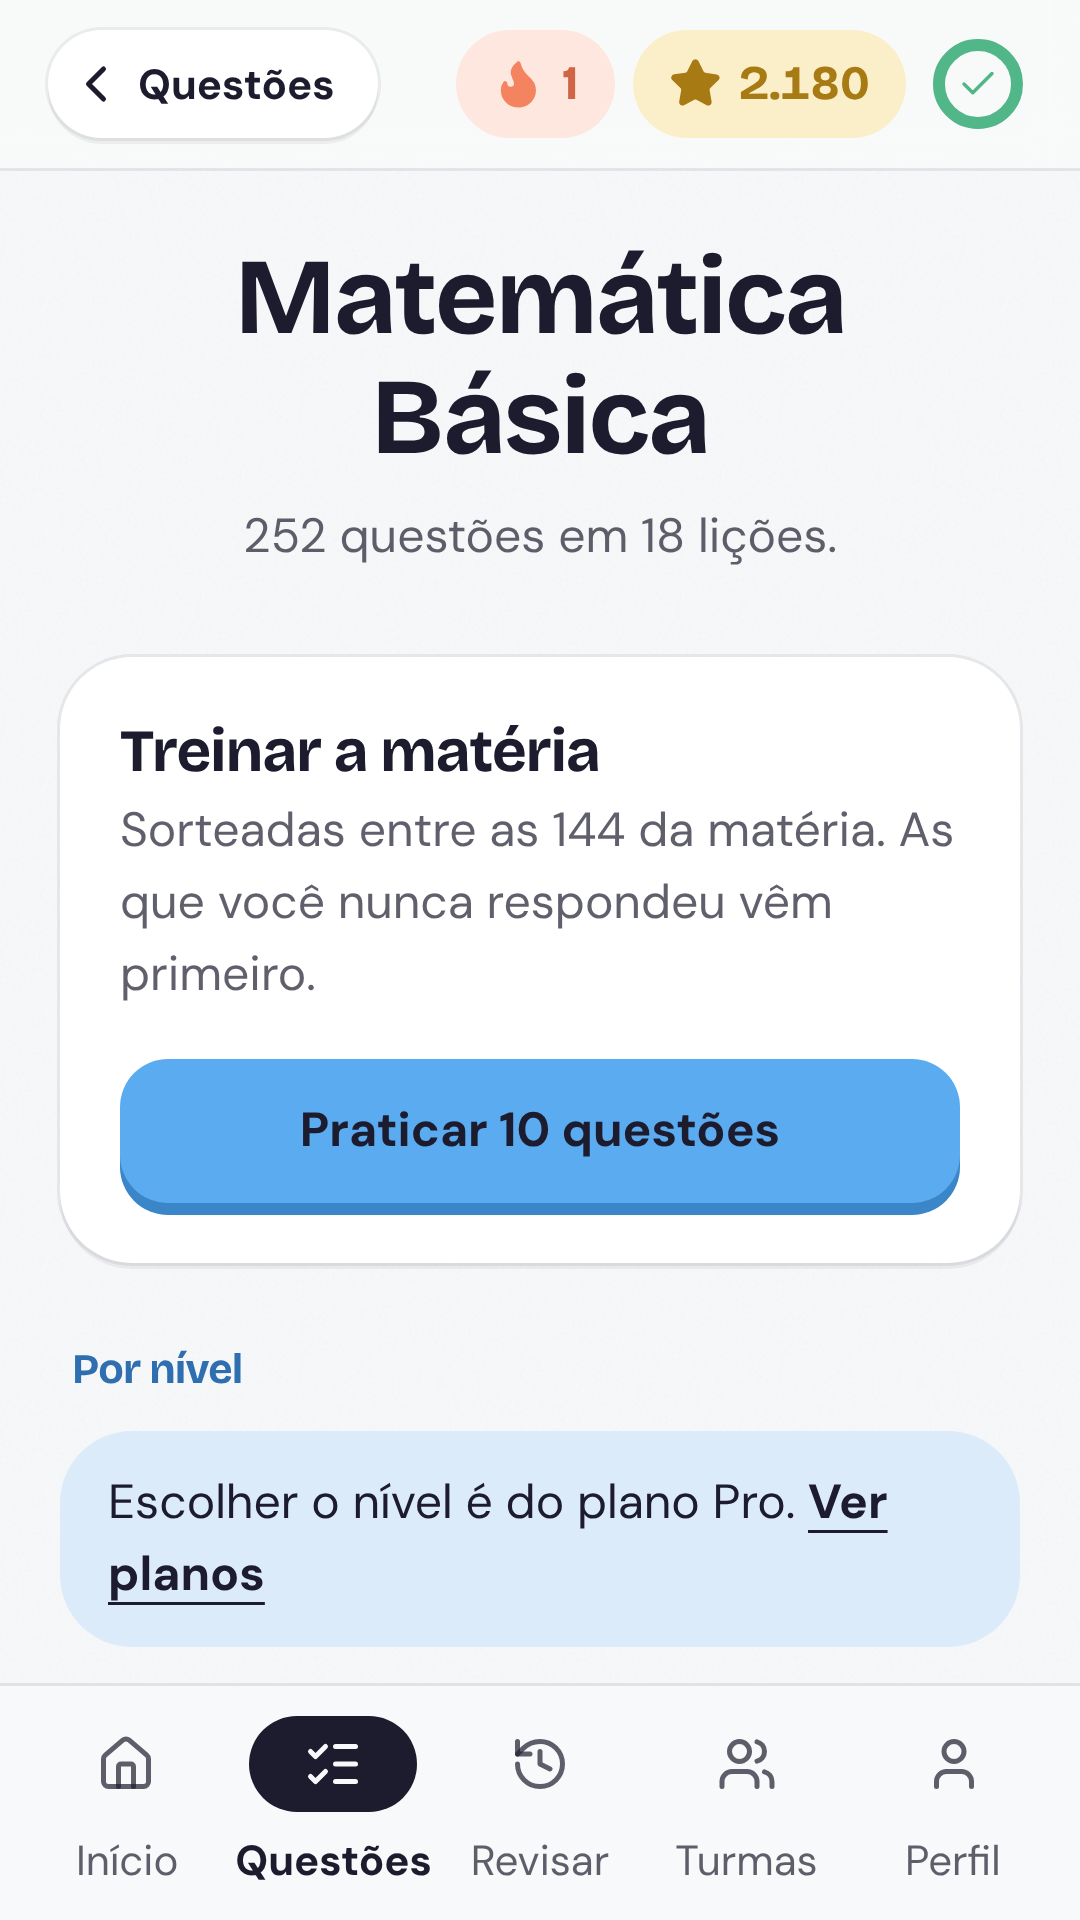 Questões
1
2.180
Matemática
Básica
252 questões em 18 lições.
Treinar a matéria
Sorteadas entre as 144 da matéria. As
que você nunca respondeu vêm
primeiro.
Praticar 10 questões
Por nível
Escolher o nível é do plano Pro. Ver
planos
Início
Questões
Revisar
Turmas
Perfil